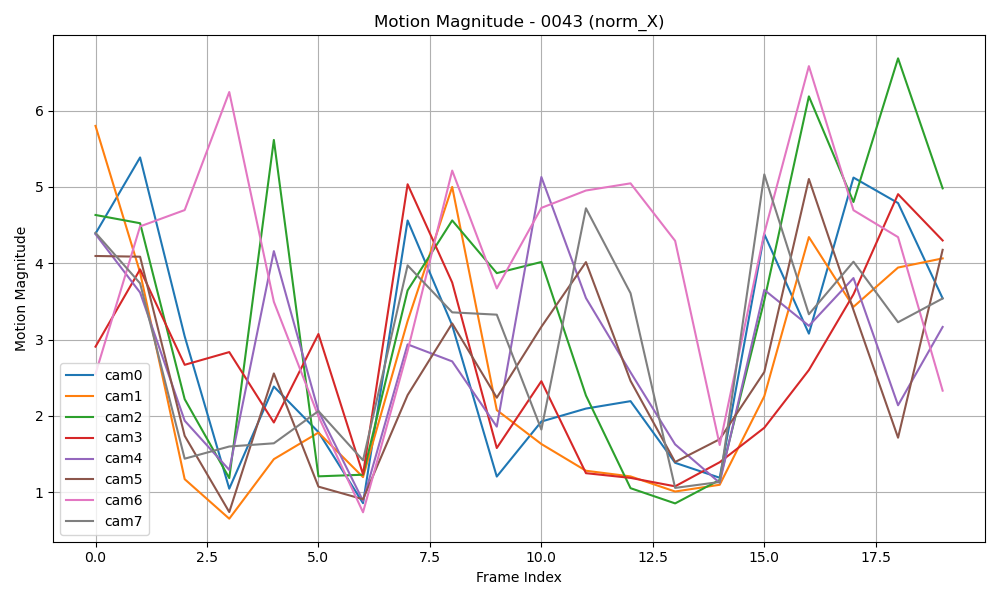 Motion Magnitude - 0043 (norm_X)
Motion Magnitude
6
5
4
3
2
1
cam0
cam1
cam2
cam3
cam4
cam5
cam6
cam7
0.0 2.5 5.0 7.5 10.0 12.5 15.0 17.5
Frame Index